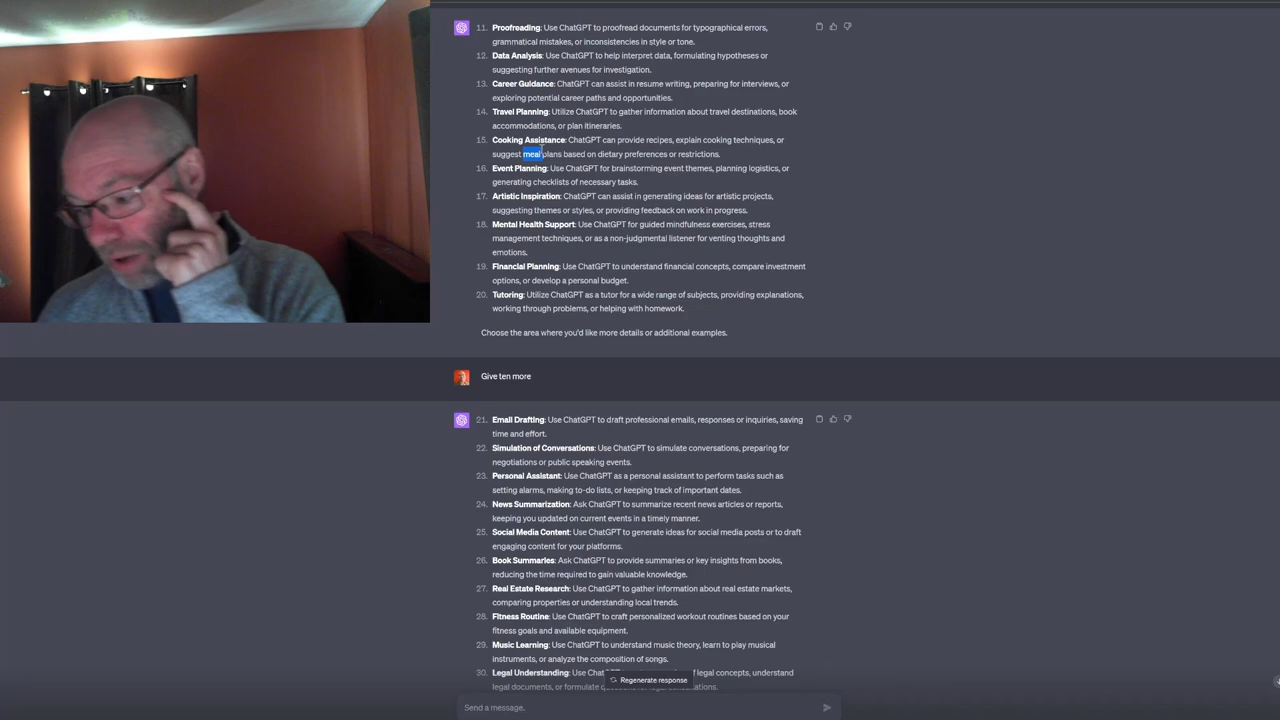 11. Proofreading: Use ChatGPT to proofread documents for typographical errors,
grammatical mistakes, or inconsistencies in style or tone.
12. Data Analysis: Use ChatGPT to help interpret data, formulating hypotheses or
suggesting further avenues for investigation.
13. Career Guidance: ChatGPT can assist in resume writing, preparing for interviews, or
exploring potential career paths and opportunities.
14. Travel Planning: Utilize ChatGPT to gather information about travel destinations, book
accommodations, or plan itineraries.
15. Cooking Assistance: ChatGPT can provide recipes, explain cooking techniques, or
suggest meal plans based on dietary preferences or restrictions.
16. Event Planning: Use ChatGPT for brainstorming event themes, planning logistics, or
generating checklists of necessary tasks.
17. Artistic Inspiration: ChatGPT can assist in generating ideas for artistic projects,
suggesting themes or styles, or providing feedback on work in progress.
18. Mental Health Support: Use ChatGPT for guided mindfulness exercises, stress
management techniques, or as a non-judgmental listener for venting thoughts and
emotions.
19. Financial Planning: Use ChatGPT to understand financial concepts, compare investment
options, or develop a personal budget.
20. Tutoring: Utilize ChatGPT as a tutor for a wide range of subjects, providing explanations,
working through problems, or helping with homework.
Choose the area where you'd like more details or additional examples.
Give ten more
21. Email Drafting: Use ChatGPT to draft professional emails, responses or inquiries, saving
time and effort.
22. Simulation of Conversations: Use ChatGPT to simulate conversations, preparing for
negotiations or public speaking events.
23. Personal Assistant: Use ChatGPT as a personal assistant to perform tasks such as
setting alarms, making to-do lists, or keeping track of important dates.
24. News Summarization: Ask ChatGPT to summarize recent news articles or reports,
keeping you updated on current events in a timely manner.
25. Social Media Content: Use ChatGPT to generate ideas for social media posts or to draft
engaging content for your platforms.
26. Book Summaries: Ask ChatGPT to provide summaries or key insights from books,
reducing the time required to gain valuable knowledge.
27. Real Estate Research: Use ChatGPT to gather information about real estate markets,
comparing properties or understanding local trends.
28. Fitness Routine: Use ChatGPT to craft personalized workout routines based on your
fitness goals and available equipment.
29. Music Learning: Use ChatGPT to understand music theory, learn to play musical
instruments, or analyze the composition of songs.
30. Legal Understanding: Use of legal concepts, understand
legal documents, or formulate
Regenerate response
Send a message.